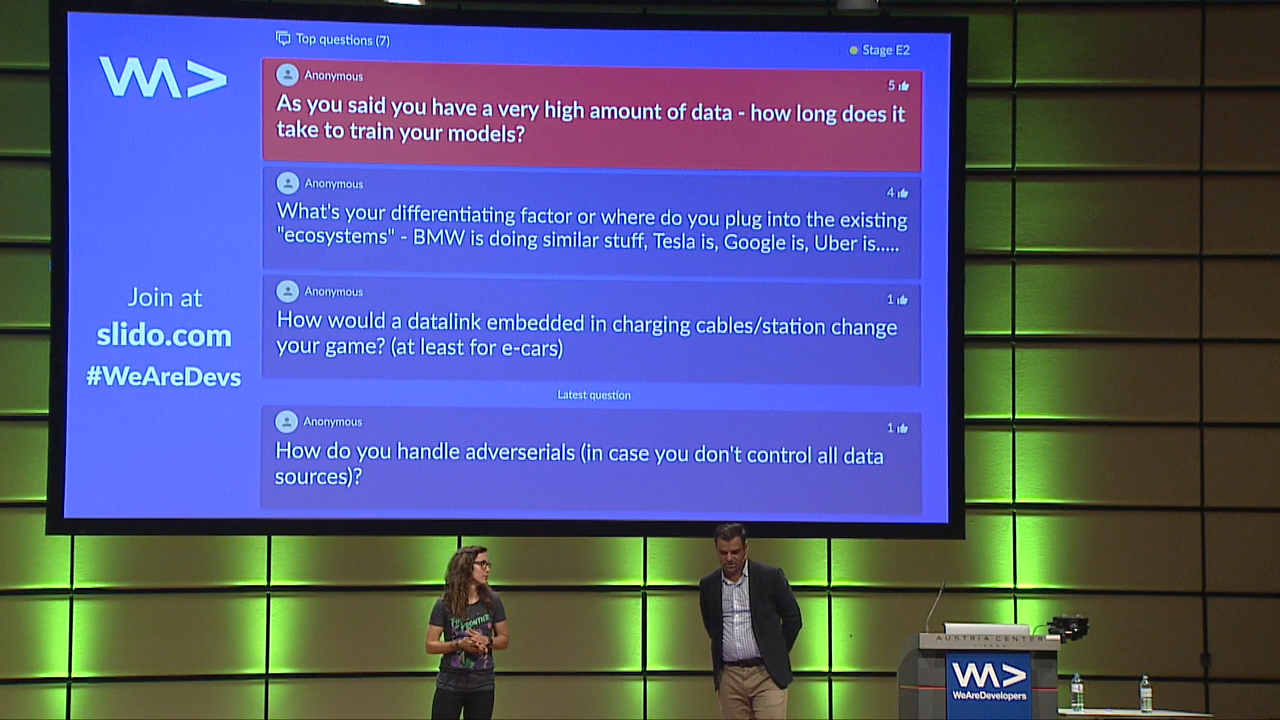 Top questions (7)
Stage E2
Anonymous
5
As you said you have a very high amount of data - how long does it
take to train your models?
Anonymous
4
What's your differentiating factor or where do you plug into the existing
"ecosystems" - BMW is doing similar stuff, Tesla is, Google is, Uber is.....
Anonymous
1
How would a datalink embedded in charging cables/station change
your game? (at least for e-cars)
Latest question
Anonymous
1
How do you handle adverserials (in case you don't control all data
sources)?
Join at
slido.com
#WeAreDevs
FRONTIER
AUSTRIA CENTER
WeAreDevelopers